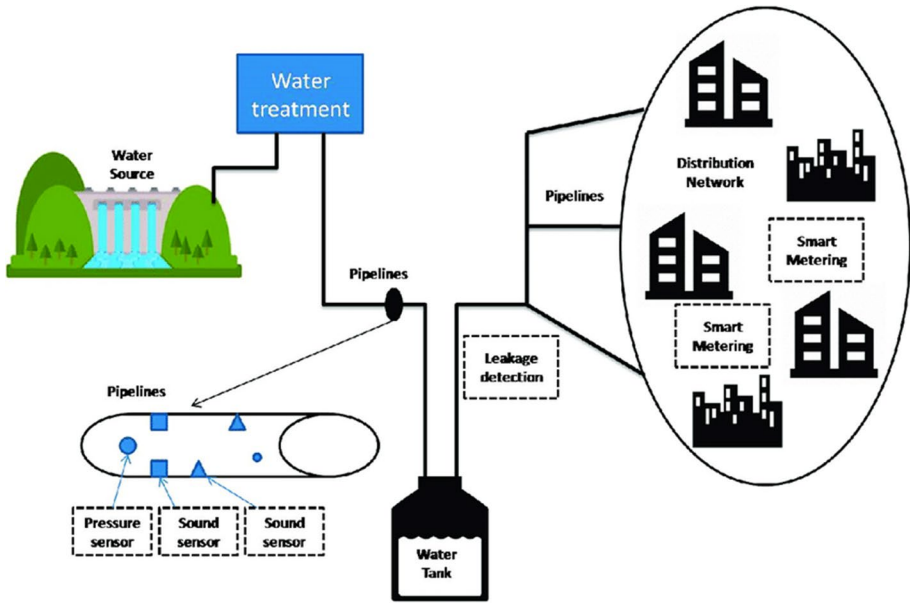 Water
treatment
Water
Source
Distribution
Network
Pipelines
Smart
Metering
Pipelines
Smart
Metering
Leakage
detection
Pipelines
Pressure
sensor
Sound
sensor
Sound
sensor
Water
Tank